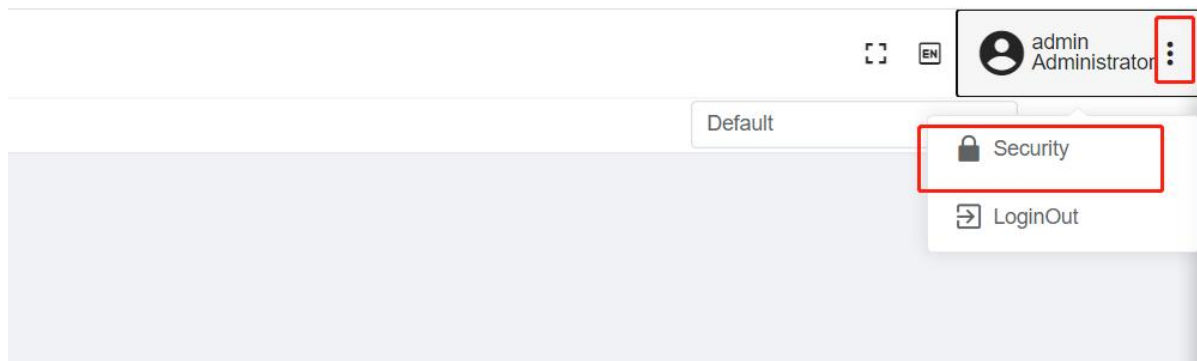 EN
admin
Administrator
Default
Security
LoginOut